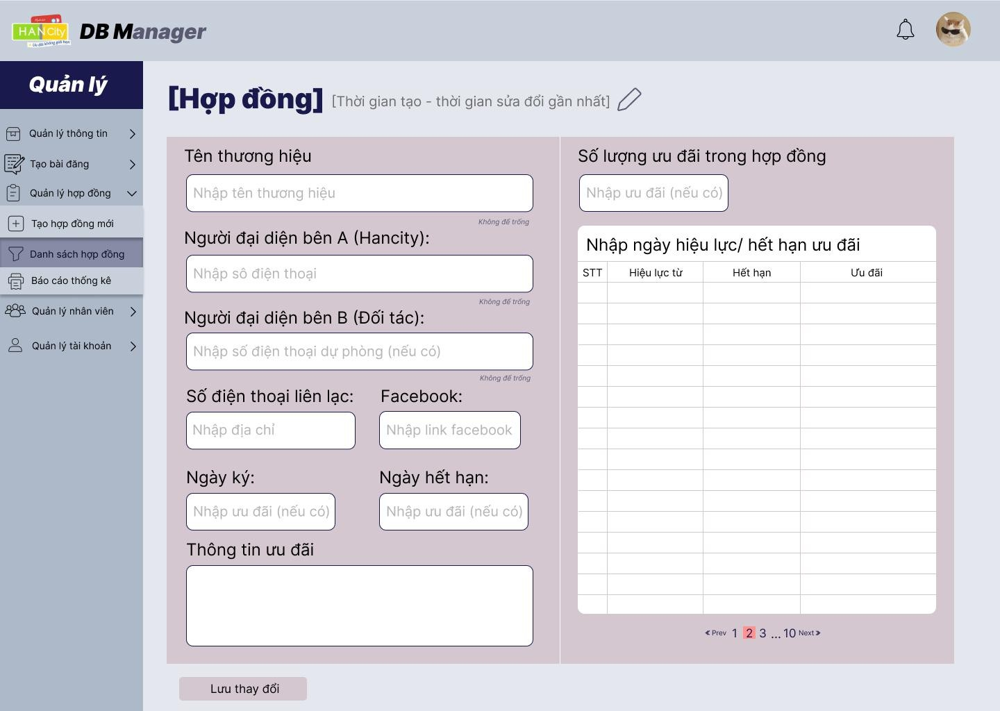 HANCity
Ưu đãi không giới hạn
DB Manager
Quản lý
Quản lý thông tin
Tạo bài đăng
Quản lý hợp đồng
Tạo hợp đồng mới
Danh sách hợp đồng
Báo cáo thống kê
Quản lý nhân viên
Quản lý tài khoản
[Hợp đồng] [Thời gian tạo - thời gian sửa đổi gần nhất]
Tên thương hiệu
Nhập tên thương hiệu
Không để trống
Người đại diện bên A (Hancity):
Nhập sô điện thoại
Không để trống
Người đại diện bên B (Đối tác):
Nhập số điện thoại dự phòng (nếu có)
Không để trống
Số điện thoại liên lạc: Facebook:
Nhập địa chỉ Nhập link facebook
Ngày ký: Ngày hết hạn:
Nhập ưu đãi (nếu có) Nhập ưu đãi (nếu có)
Thông tin ưu đãi
Số lượng ưu đãi trong hợp đồng
Nhập ưu đãi (nếu có)
Nhập ngày hiệu lực/ hết hạn ưu đãi
STT Hiệu lực từ Hết hạn Ưu đãi
Prev 1 2 3 ... 10 Next
Lưu thay đổi